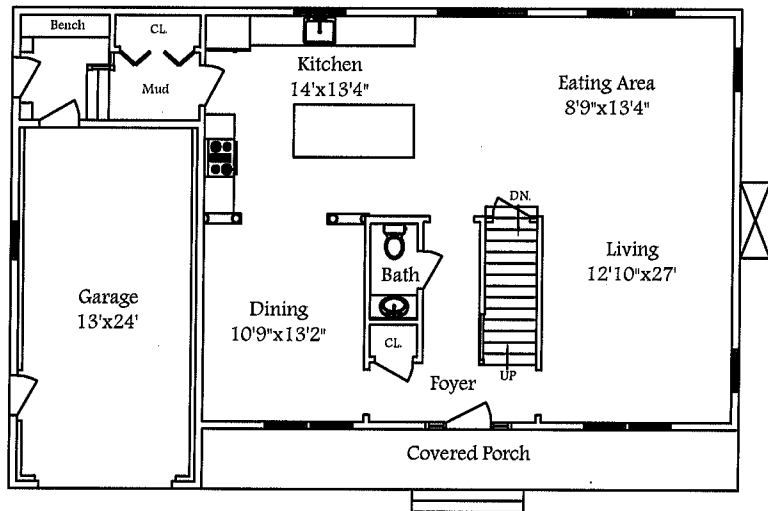 Bench
CL.
Mud
Kitchen
14'x13'4"
Eating Area
8'9"x13'4"
DN.
Bath
Living
12'10"x27'
Garage
13'x24'
Dining
10'9"x13'2"
CL.
Foyer
UP
Covered Porch